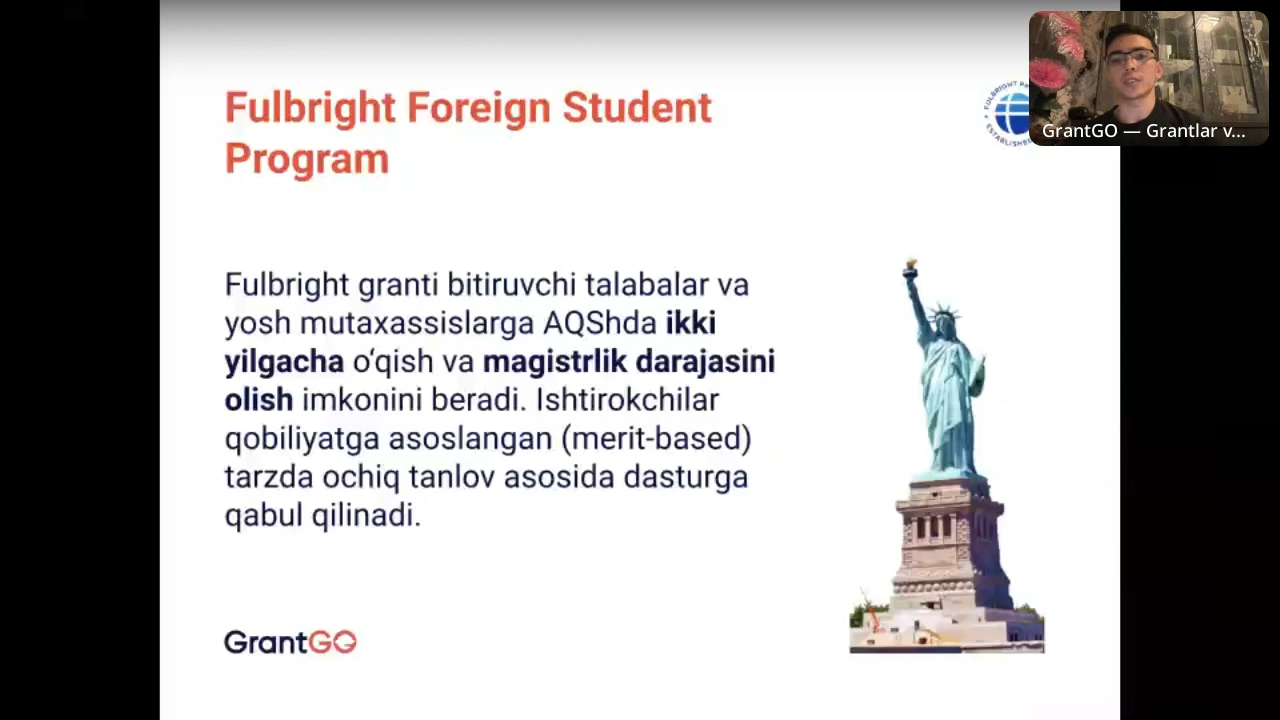 Fulbright Foreign Student
Program
FULBRIGHT
GrantGO — Grantlar v...
Fulbright granti bitiruvchi talabalar va
yosh mutaxassislarga AQShda ikki
yilgacha o‘qish va magistrlik darajasini
olish imkonini beradi. Ishtirokchilar
qobiliyatga asoslangan (merit-based)
tarzda ochiq tanlov asosida dasturga
qabul qilinadi.
GrantGO